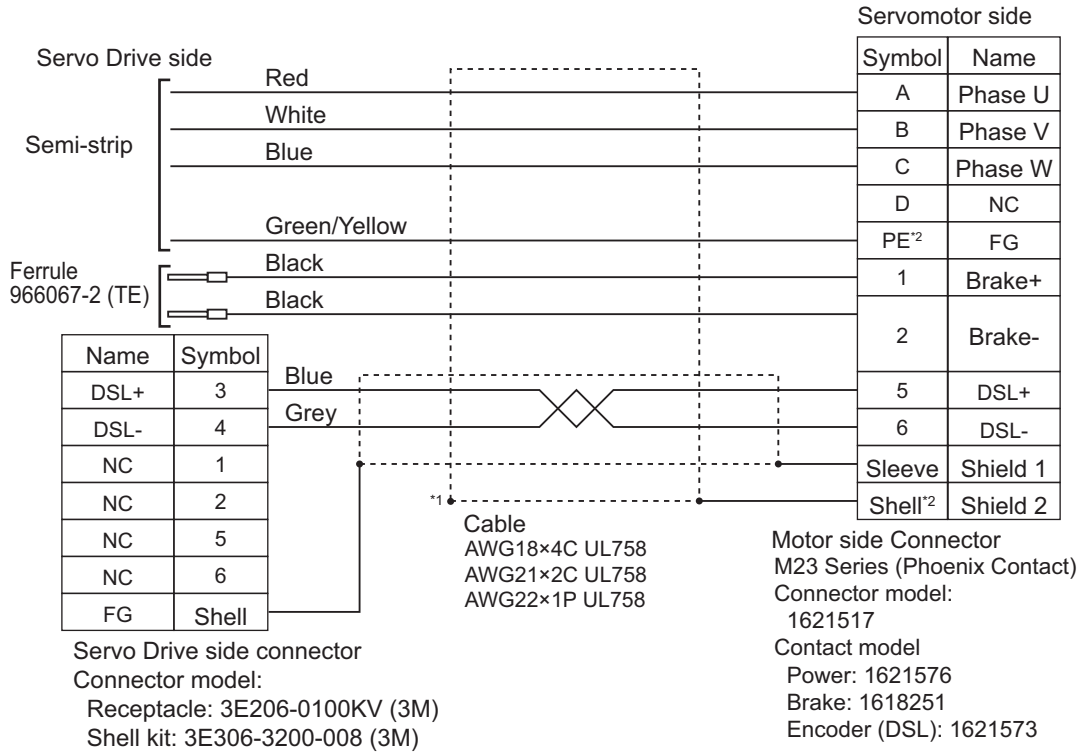 Servomotor side
Servo Drive side
Symbol Name
A Phase U
B Phase V
C Phase W
D NC
PE*2 FG
1 Brake+
2 Brake-
5 DSL+
6 DSL-
Sleeve Shield 1
Shell*2 Shield 2
Semi-strip
Red
White
Blue
Green/Yellow
Ferrule
966067-2 (TE)
Black
Black
Name Symbol
DSL+ 3
DSL- 4
NC 1
NC 2
NC 5
NC 6
FG Shell
Blue
Grey
*1
Cable
AWG18×4C UL758
AWG21×2C UL758
AWG22×1P UL758
Servo Drive side connector
Connector model:
Receptacle: 3E206-0100KV (3M)
Shell kit: 3E306-3200-008 (3M)
Motor side Connector
M23 Series (Phoenix Contact)
Connector model:
1621517
Contact model
Power: 1621576
Brake: 1618251
Encoder (DSL): 1621573